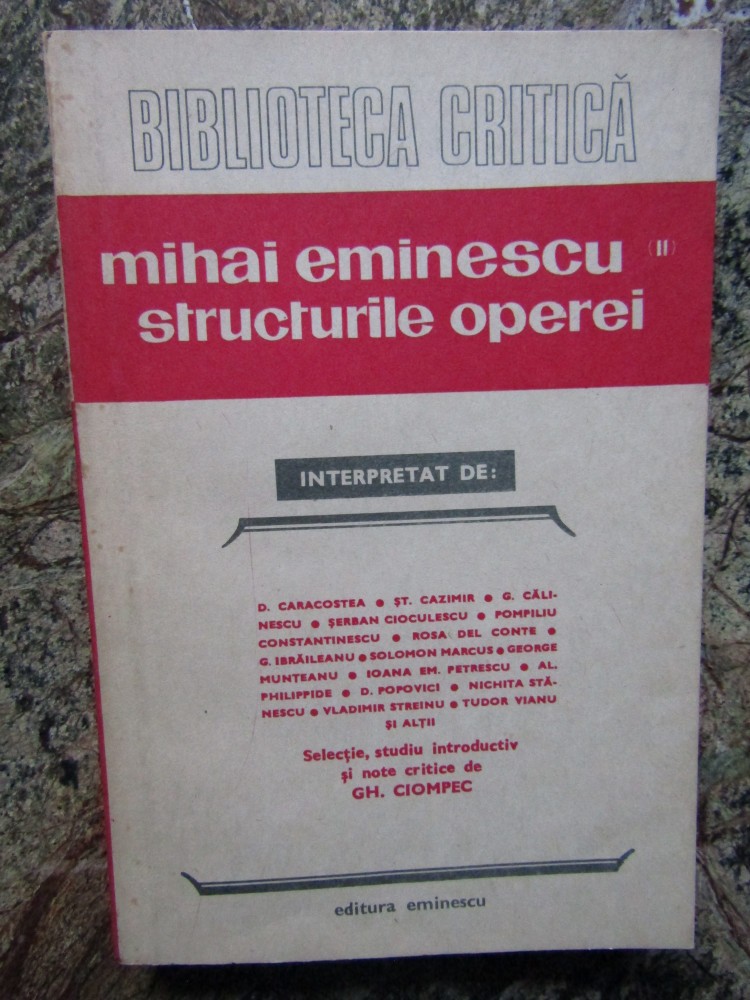 BIBLIOTECA CRITICĂ
mihai eminescu (II)
structurile operei
INTERPRETAT DE:
D. CARACOSTEA • ŞT. CAZIMIR • G. CĂLI-
NESCU • ŞERBAN CIOCULESCU • POMPILIU
CONSTANTINESCU • ROSA DEL CONTE •
G. IBRĂILEANU • SOLOMON MARCUS • GEORGE
MUNTEANU • IOANA EM. PETRESCU • AL.
PHILIPPIDE • D. POPOVICI • NICHITA STĂ-
NESCU • VLADIMIR STREINU • TUDOR VIANU
ŞI ALŢII
Selecţie, studiu introductiv
şi note critice de
GH. CIOMPEC
editura eminescu